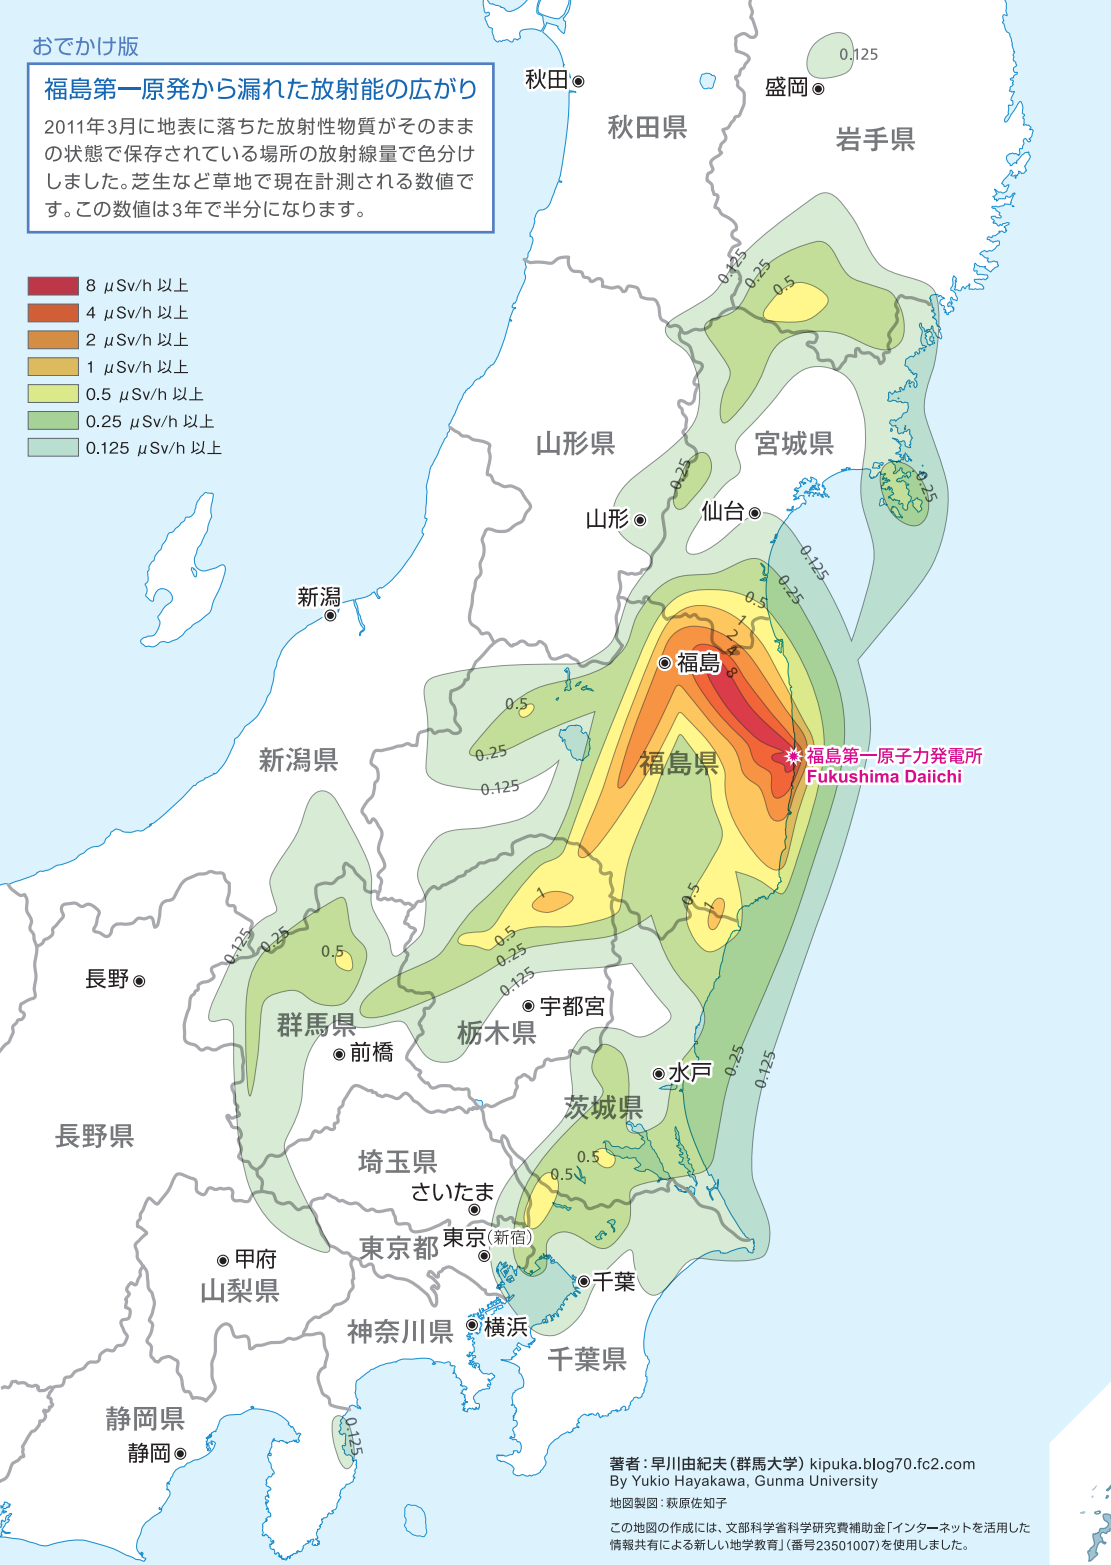 おでかけ版
福島第一原発から漏れた放射能の広がり
2011年3月に地表に落ちた放射性物質がそのまま
の状態で保存されている場所の放射線量で色分け
しました。芝生など草地で現在計測される数値で
す。この数値は3年で半分になります。
8 μSv/h 以上
4 μSv/h 以上
2 μSv/h 以上
1 μSv/h 以上
0.5 μSv/h 以上
0.25 μSv/h 以上
0.125 μSv/h 以上
秋田
0.125
盛岡
秋田県
岩手県
0.125
0.25
0.5
山形県
宮城県
0.25
0.25
山形
仙台
0.125
0.25
新潟
0.5
1
2
4
8
福島
0.5
0.25
新潟県
福島県
福島第一原子力発電所
Fukushima Daiichi
0.125
1
0.5
1
0.125
0.25
0.5
0.5
0.25
0.125
長野
宇都宮
群馬県
栃木県
前橋
水戸
0.25
0.125
茨城県
長野県
埼玉県
0.5
0.5
さいたま
東京都
東京(新宿)
甲府
山梨県
千葉
神奈川県
横浜
千葉県
静岡県
静岡
0.125
著者：早川由紀夫（群馬大学） kipuka.blog70.fc2.com
By Yukio Hayakawa, Gunma University
地図製図：萩原佐知子
この地図の作成には、文部科学省科学研究費補助金「インターネットを活用した
情報共有による新しい地学教育」（番号23501007）を使用しました。